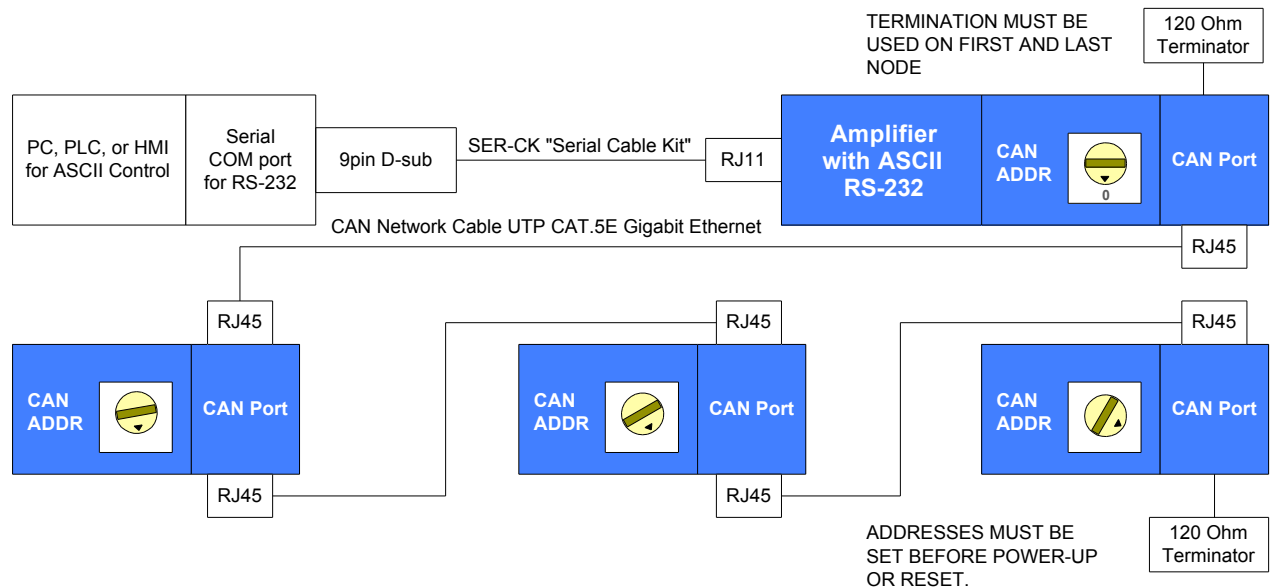 TERMINATION MUST BE
USED ON FIRST AND LAST
NODE
120 Ohm
Terminator
PC, PLC, or HMI
for ASCII Control
Serial
COM port
for RS-232
9pin D-sub
SER-CK "Serial Cable Kit"
RJ11
Amplifier
with ASCII
RS-232
CAN
ADDR
0
CAN Port
CAN Network Cable UTP CAT.5E Gigabit Ethernet
RJ45
RJ45
RJ45
RJ45
CAN
ADDR
CAN Port
CAN
ADDR
CAN Port
CAN
ADDR
CAN Port
RJ45
RJ45
ADDRESSES MUST BE
SET BEFORE POWER-UP
OR RESET.
120 Ohm
Terminator